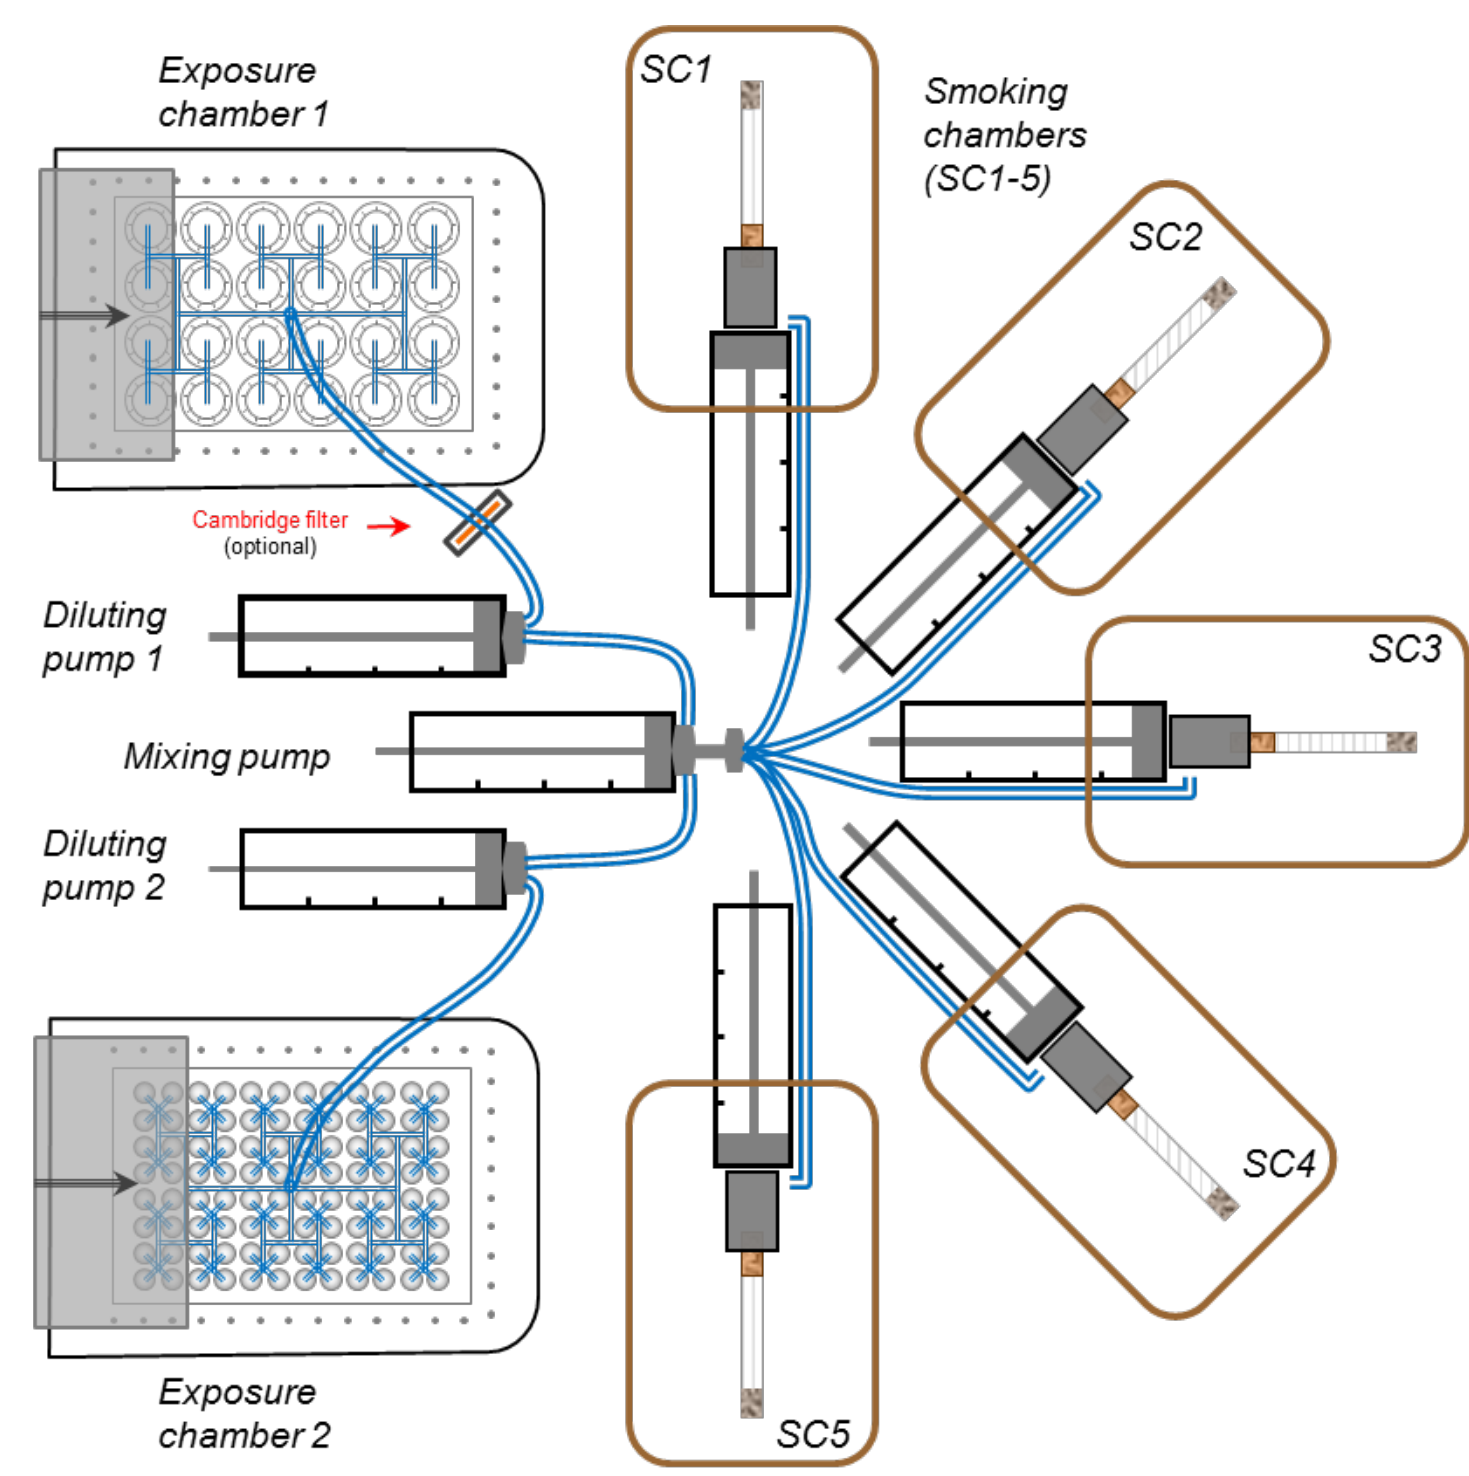 Exposure
chamber 1
SC1
Smoking
chambers
(SC1-5)
SC2
Cambridge filter
(optional)
Diluting
pump 1
SC3
Mixing pump
Diluting
pump 2
SC4
Exposure
chamber 2
SC5